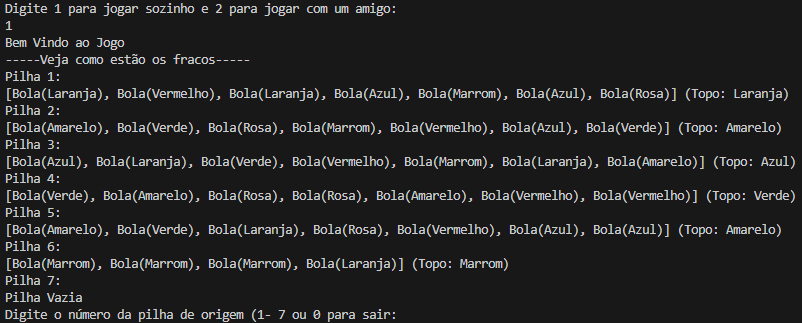 Digite 1 para jogar sozinho e 2 para jogar com um amigo:
1
Bem Vindo ao Jogo
-----Veja como estão os fracos-----
Pilha 1:
[Bola(Laranja), Bola(Vermelho), Bola(Laranja), Bola(Azul), Bola(Marrom), Bola(Azul), Bola(Rosa)] (Topo: Laranja)
Pilha 2:
[Bola(Amarelo), Bola(Verde), Bola(Rosa), Bola(Marrom), Bola(Vermelho), Bola(Azul), Bola(Verde)] (Topo: Amarelo)
Pilha 3:
[Bola(Azul), Bola(Laranja), Bola(Verde), Bola(Vermelho), Bola(Marrom), Bola(Laranja), Bola(Amarelo)] (Topo: Azul)
Pilha 4:
[Bola(Verde), Bola(Amarelo), Bola(Rosa), Bola(Rosa), Bola(Amarelo), Bola(Vermelho), Bola(Vermelho)] (Topo: Verde)
Pilha 5:
[Bola(Amarelo), Bola(Verde), Bola(Laranja), Bola(Rosa), Bola(Vermelho), Bola(Azul), Bola(Azul)] (Topo: Amarelo)
Pilha 6:
[Bola(Marrom), Bola(Marrom), Bola(Marrom), Bola(Laranja)] (Topo: Marrom)
Pilha 7:
Pilha Vazia
Digite o número da pilha de origem (1- 7 ou 0 para sair: